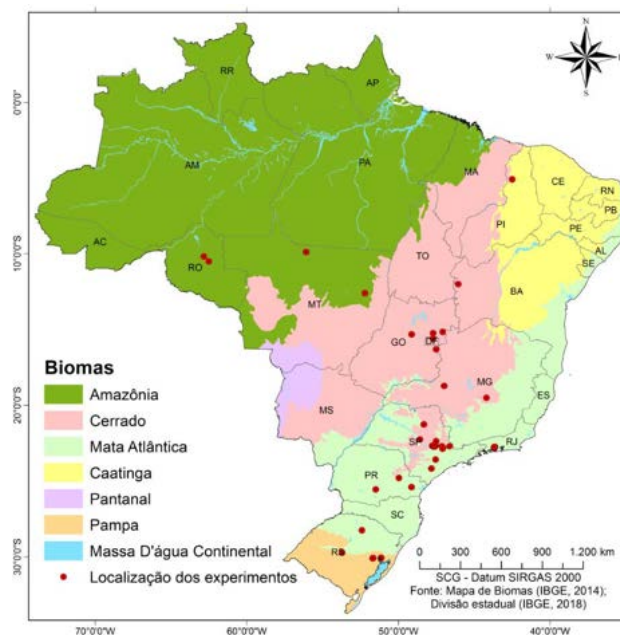 N
W
S
RR
AP
AM
PA
MA
CE
RN
PB
PI
PE
AL
SE
AC
RO
TO
BA
MT
GO
DF
MG
ES
MS
SP
RJ
PR
SC
RS
0°0'0"
10°0'0"S
20°0'0"S
30°0'0"S
Biomas
Amazônia
Cerrado
Mata Atlântica
Caatinga
Pantanal
Pampa
Massa D'água Continental
Localização dos experimentos
0 300 600 900 1.200 km
SCG - Datum SIRGAS 2000
Fonte: Mapa de Biomas (IBGE, 2014);
Divisão estadual (IBGE, 2018)
70°0'0"W 60°0'0"W 50°0'0"W 40°0'0"W